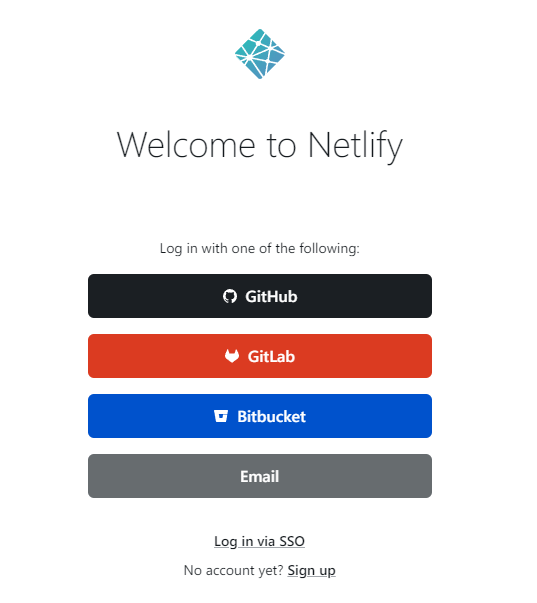 Welcome to Netlify
Log in with one of the following:
GitHub
GitLab
Bitbucket
Email
Log in via SSO
No account yet? Sign up